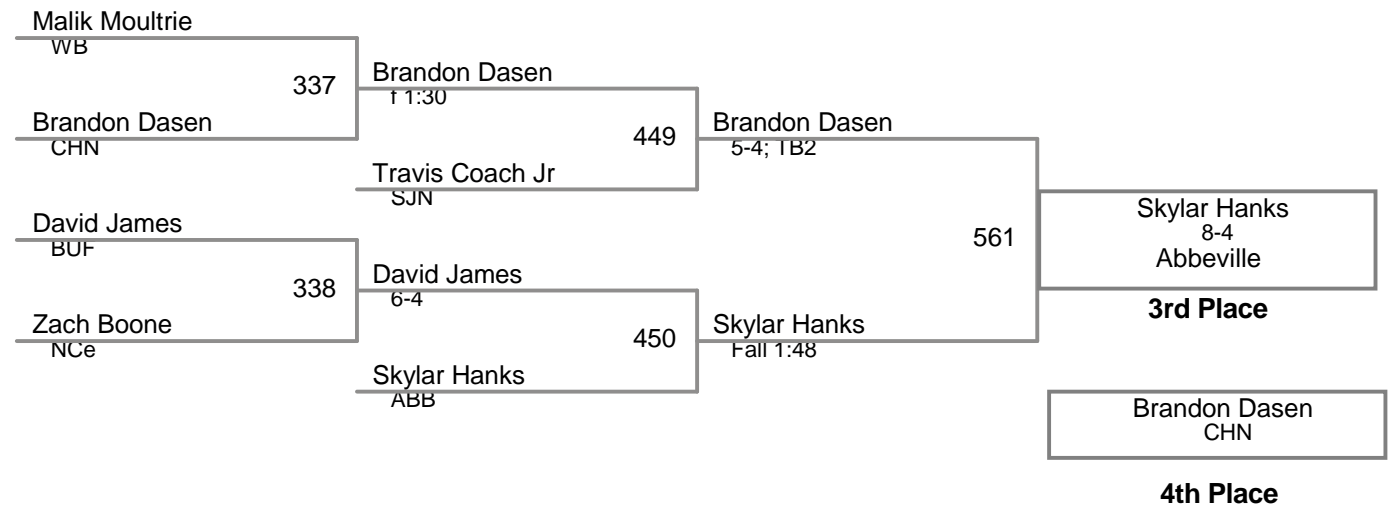 Malik Moultrie
WB
337
Brandon Dasen
f 1:30
Brandon Dasen
CHN
449
Brandon Dasen
5-4; TB2
Travis Coach Jr
SJN
David James
BUF
561
Skylar Hanks
8-4
Abbeville
3rd Place
338
David James
6-4
Zach Boone
NCe
450
Skylar Hanks
Fall 1:48
Skylar Hanks
ABB
Brandon Dasen
CHN
4th Place